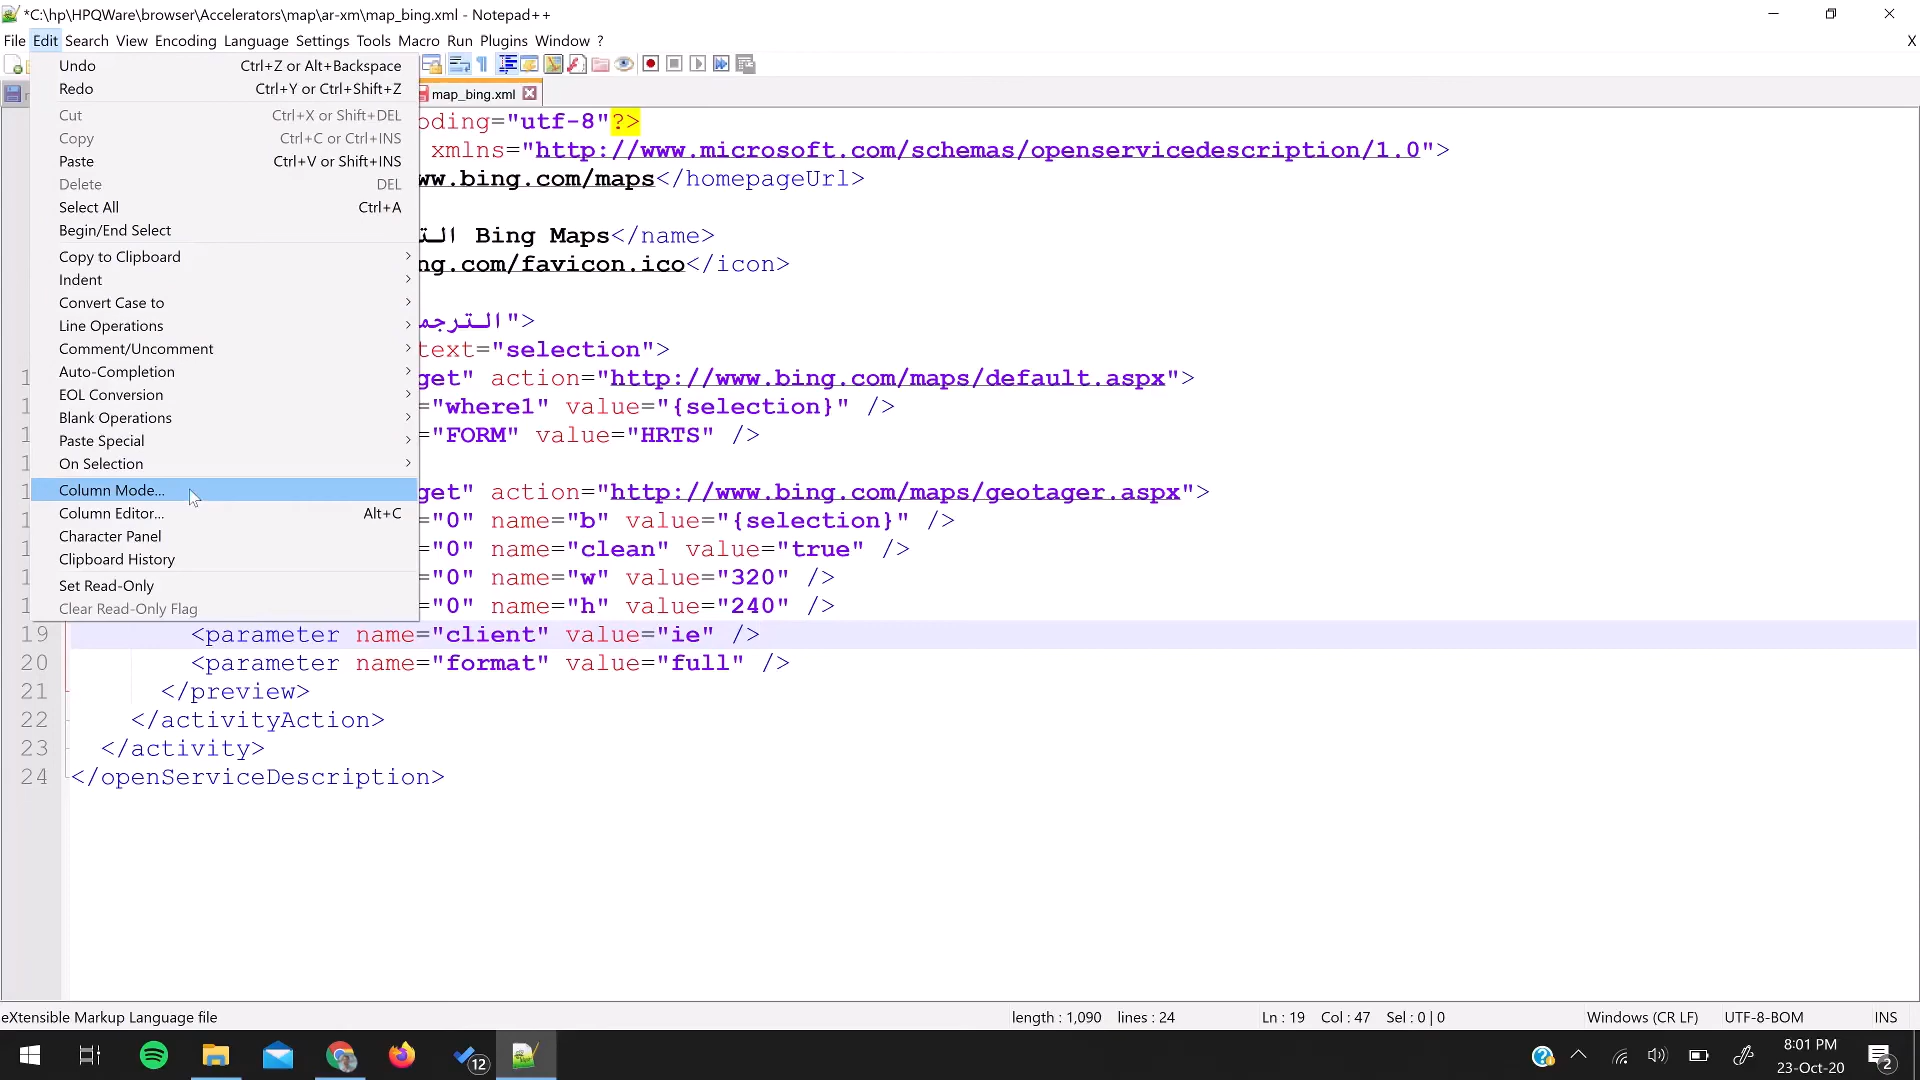 *C:\hp\HPQWare\browser\Accelerators\map\ar-xm\map_bing.xml - Notepad++
File Edit Search View Encoding Language Settings Tools Macro Run Plugins Window ? X
Undo Ctrl+Z or Alt+Backspace
Redo Ctrl+Y or Ctrl+Shift+Z
Cut Ctrl+X or Shift+DEL
Copy Ctrl+C or Ctrl+INS
Paste Ctrl+V or Shift+INS
Delete DEL
Select All Ctrl+A
Begin/End Select
Copy to Clipboard
Indent
Convert Case to
Line Operations
Comment/Uncomment
Auto-Completion
EOL Conversion
Blank Operations
Paste Special
On Selection
Column Mode...
Column Editor... Alt+C
Character Panel
Clipboard History
Set Read-Only
Clear Read-Only Flag
map_bing.xml
oding="utf-8"?>
xmlns="http://www.microsoft.com/schemas/openservicedescription/1.0">
ww.bing.com/maps</homepageUrl>
التر Bing Maps</name>
ng.com/favicon.ico</icon>
الترجم">
text="selection">
get" action="http://www.bing.com/maps/default.aspx">
="where1" value="{selection}" />
="FORM" value="HRTS" />
get" action="http://www.bing.com/maps/geotager.aspx">
="0" name="b" value="{selection}" />
="0" name="clean" value="true" />
="0" name="w" value="320" />
="0" name="h" value="240" />
19 <parameter name="client" value="ie" />
20 <parameter name="format" value="full" />
21 </preview>
22 </activityAction>
23 </activity>
24 </openServiceDescription>
eXtensible Markup Language file length : 1,090 lines : 24 Ln : 19 Col : 47 Sel : 0 | 0 Windows (CR LF) UTF-8-BOM INS
12
8:01 PM
23-Oct-20
2